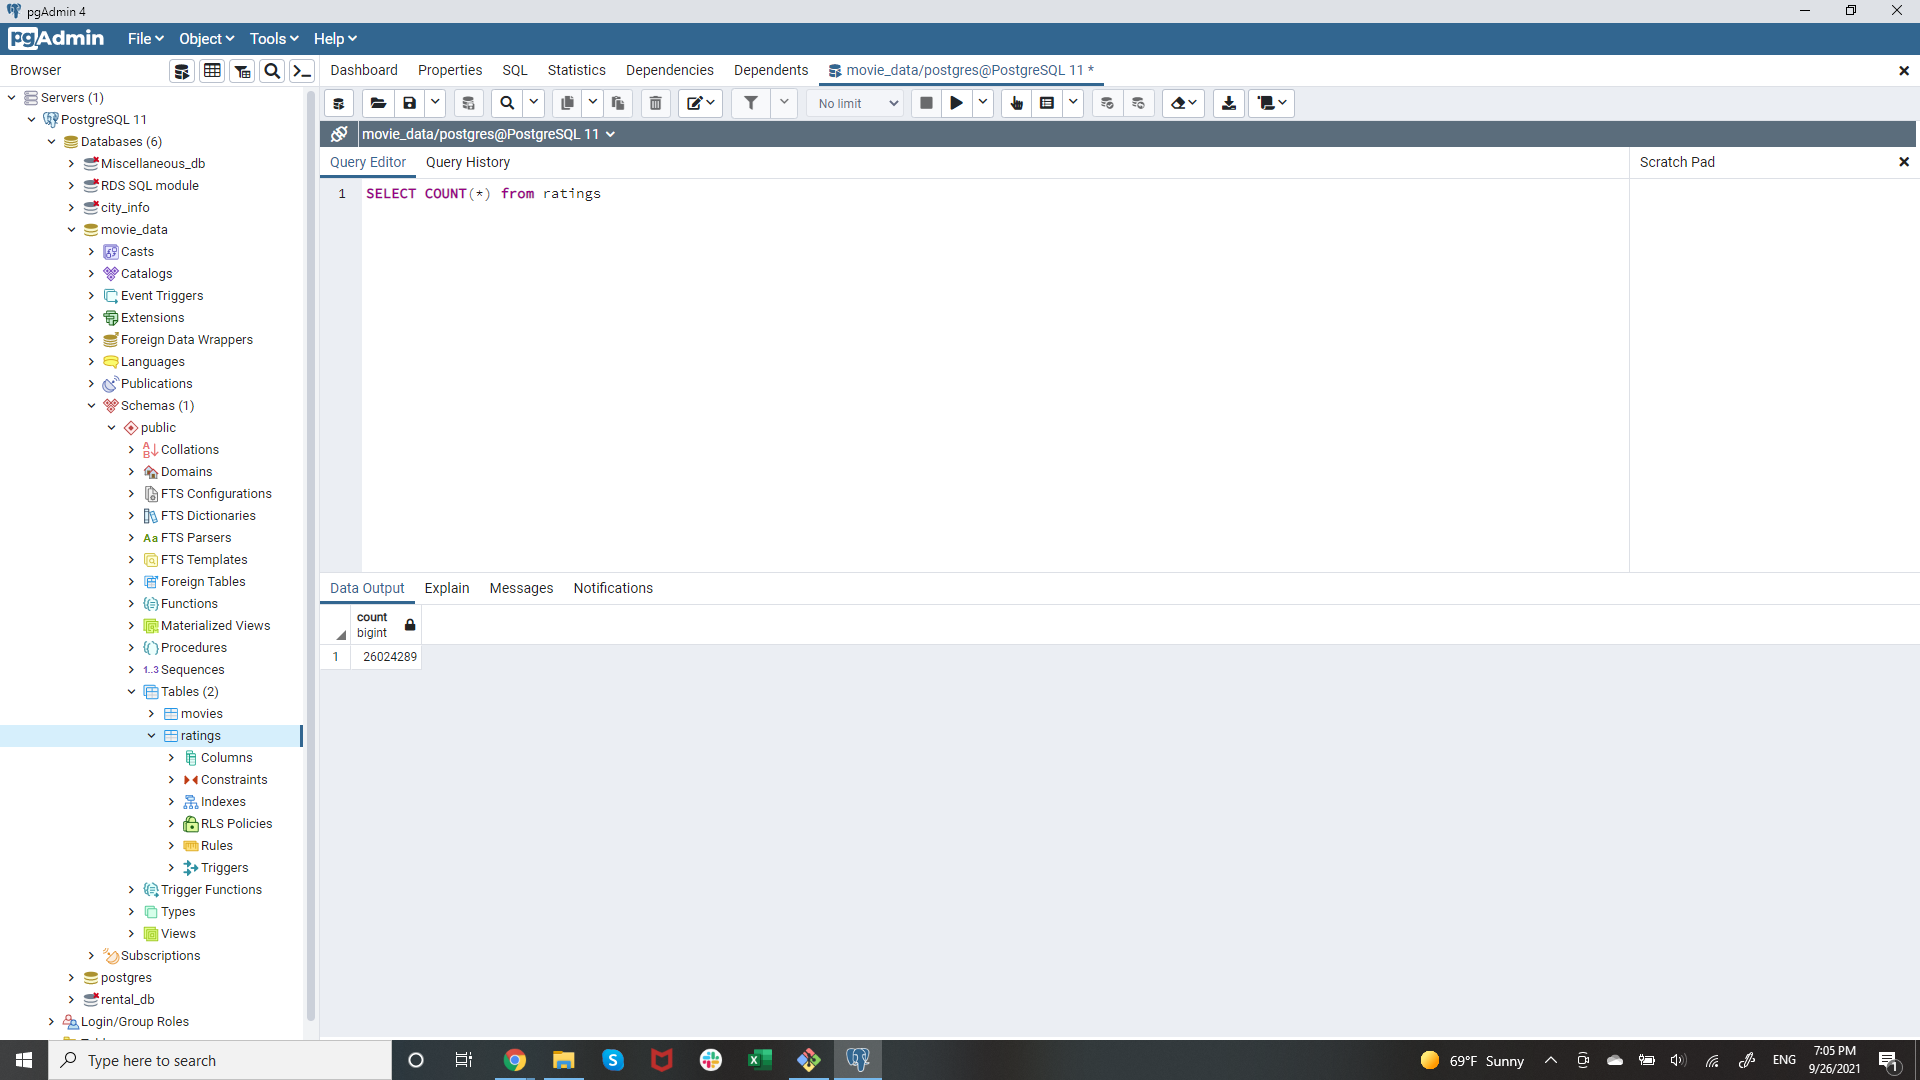 pgAdmin 4
pgAdmin File Object Tools Help
Browser
Dashboard Properties SQL Statistics Dependencies Dependents movie_data/postgres@PostgreSQL 11 *
No limit
movie_data/postgres@PostgreSQL 11
Query Editor Query History
Scratch Pad
1 SELECT COUNT(*) from ratings
Servers (1)
PostgreSQL 11
Databases (6)
Miscellaneous_db
RDS SQL module
city_info
movie_data
Casts
Catalogs
Event Triggers
Extensions
Foreign Data Wrappers
Languages
Publications
Schemas (1)
public
Collations
Domains
FTS Configurations
FTS Dictionaries
Aa FTS Parsers
FTS Templates
Foreign Tables
Functions
Materialized Views
Procedures
1..3 Sequences
Tables (2)
movies
ratings
Columns
Constraints
Indexes
RLS Policies
Rules
Triggers
Trigger Functions
Types
Views
Subscriptions
postgres
rental_db
Login/Group Roles
Data Output Explain Messages Notifications
count
bigint
1 26024289
Type here to search
69°F Sunny
ENG
7:05 PM
9/26/2021
1